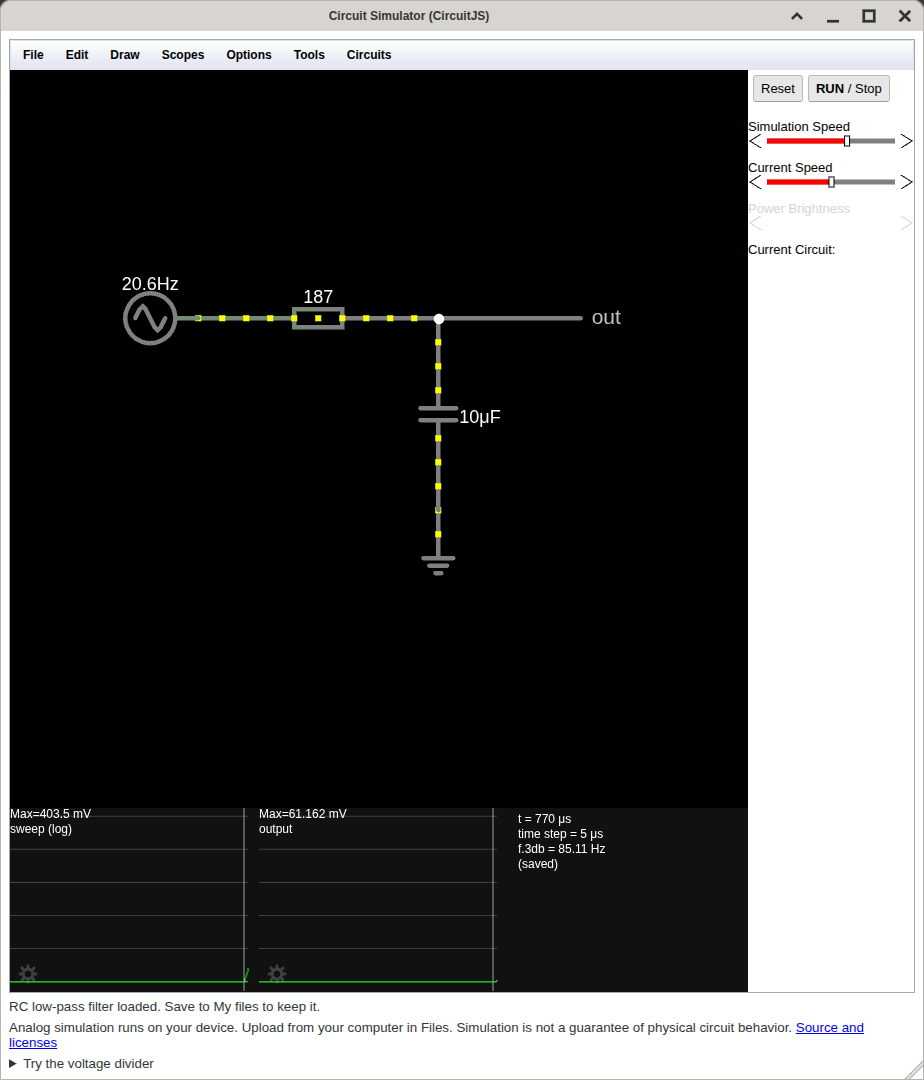 Circuit Simulator (CircuitJS)
File Edit Draw Scopes Options Tools Circuits
Reset RUN / Stop
Simulation Speed
Current Speed
Power Brightness
Current Circuit:
20.6Hz
187
out
10μF
Max=403.5 mV
sweep (log)
Max=61.162 mV
output
t = 770 μs
time step = 5 μs
f.3db = 85.11 Hz
(saved)
RC low-pass filter loaded. Save to My files to keep it.
Analog simulation runs on your device. Upload from your computer in Files. Simulation is not a guarantee of physical circuit behavior. Source and
licenses
Try the voltage divider